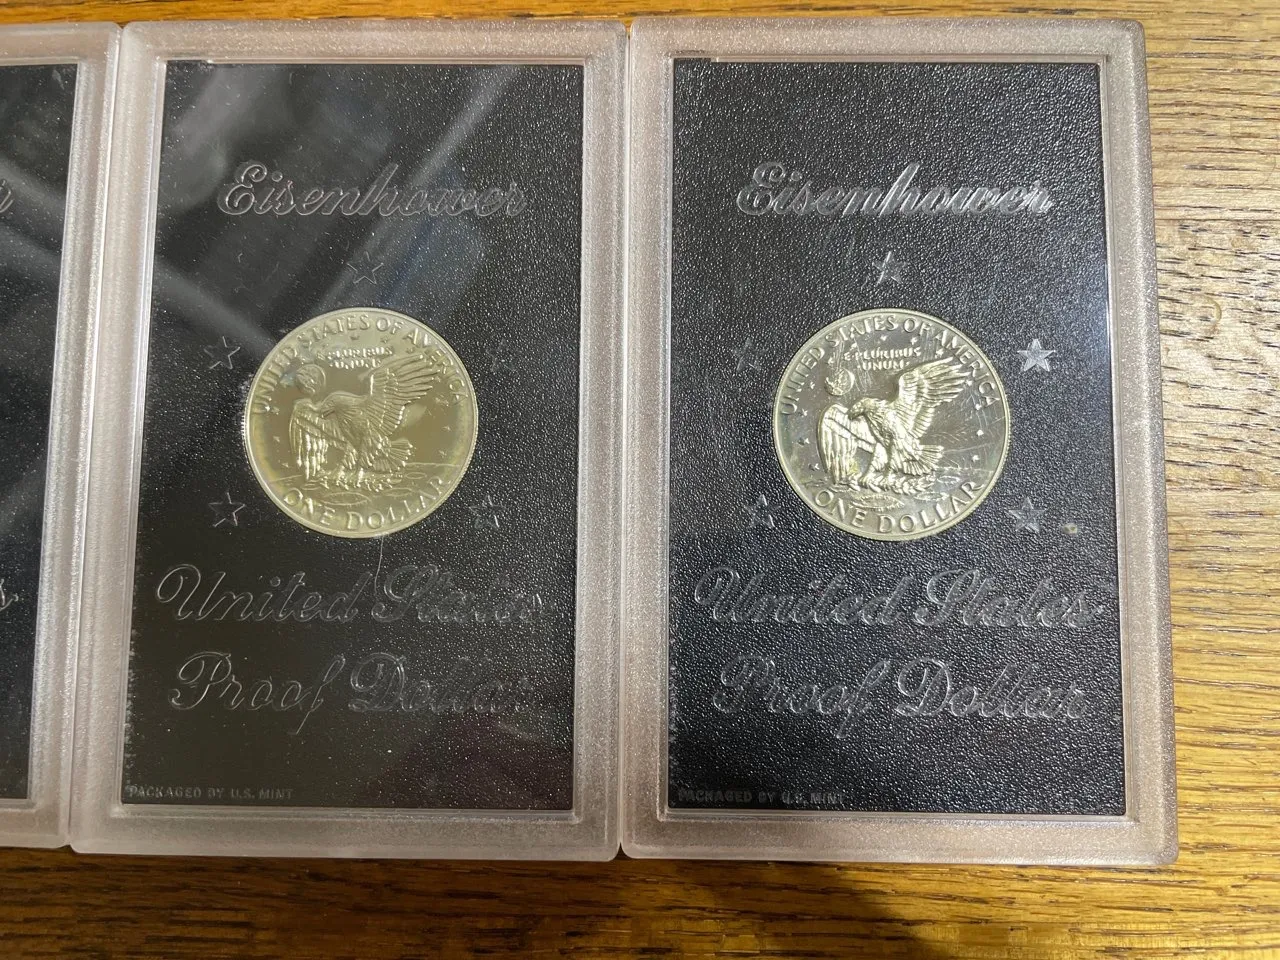 Eisenhower
UNITED STATES OF AMERICA
E PLURIBUS
UNUM
ONE DOLLAR
United States
Proof Dollar
PACKAGED BY U.S. MINT
Eisenhower
UNITED STATES OF AMERICA
E PLURIBUS
UNUM
ONE DOLLAR
United States
Proof Dollar
PACKAGED BY U.S. MINT